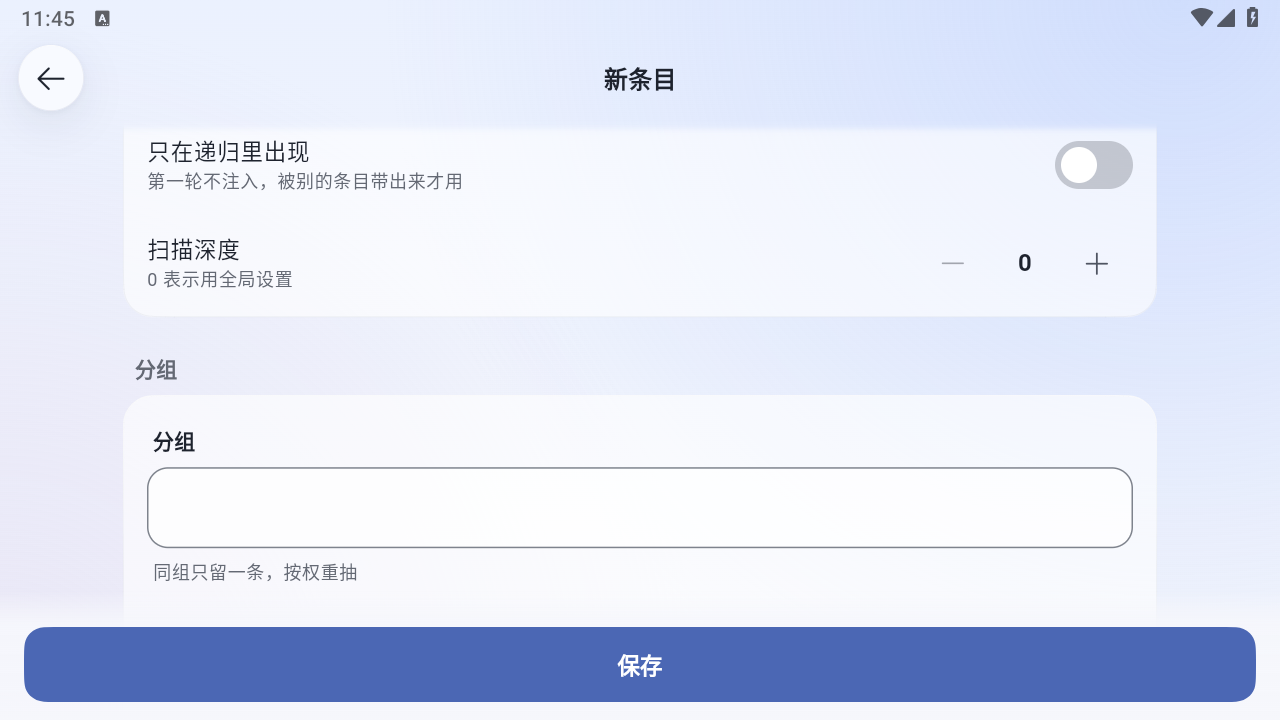 11:45
新条目
只在递归里出现
第一轮不注入，被别的条目带出来才用
扫描深度
0 表示用全局设置
0
分组
分组
同组只留一条，按权重抽
保存